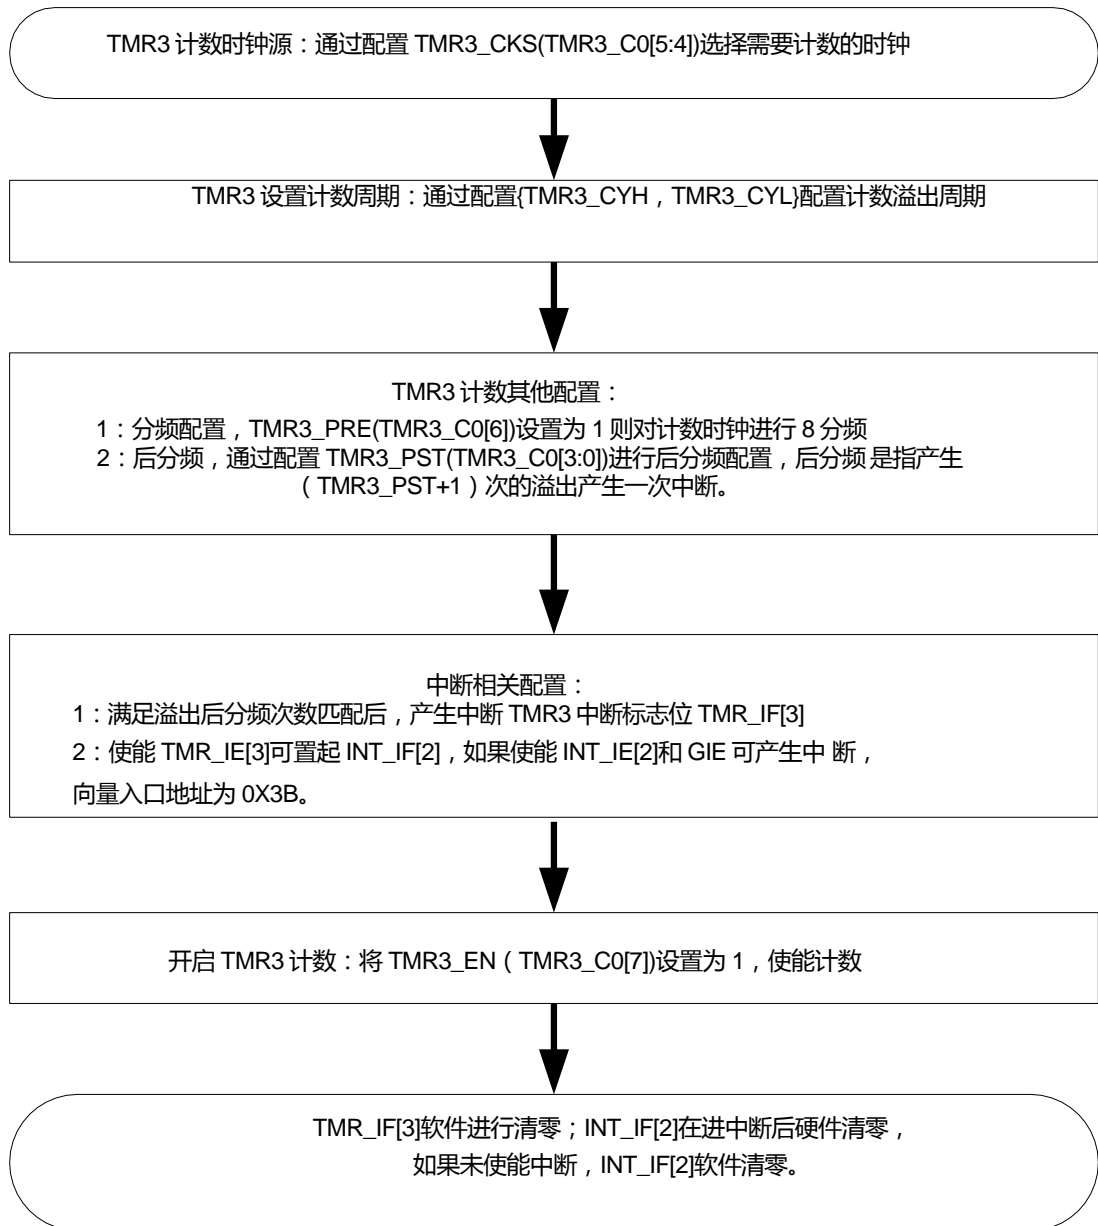 TMR3 计数时钟源：通过配置 TMR3_CKS(TMR3_C0[5:4])选择需要计数的时钟
TMR3 设置计数周期：通过配置{TMR3_CYH，TMR3_CYL}配置计数溢出周期
TMR3 计数其他配置：
1：分频配置，TMR3_PRE(TMR3_C0[6])设置为 1 则对计数时钟进行 8 分频
2：后分频，通过配置 TMR3_PST(TMR3_C0[3:0])进行后分频配置，后分频 是指产生
（TMR3_PST+1）次的溢出产生一次中断。
中断相关配置：
1：满足溢出后分频次数匹配后，产生中断 TMR3 中断标志位 TMR_IF[3]
2：使能 TMR_IE[3]可置起 INT_IF[2]，如果使能 INT_IE[2]和 GIE 可产生中 断，
向量入口地址为 0X3B。
开启 TMR3 计数：将 TMR3_EN（TMR3_C0[7])设置为 1，使能计数
TMR_IF[3]软件进行清零；INT_IF[2]在进中断后硬件清零，
如果未使能中断，INT_IF[2]软件清零。